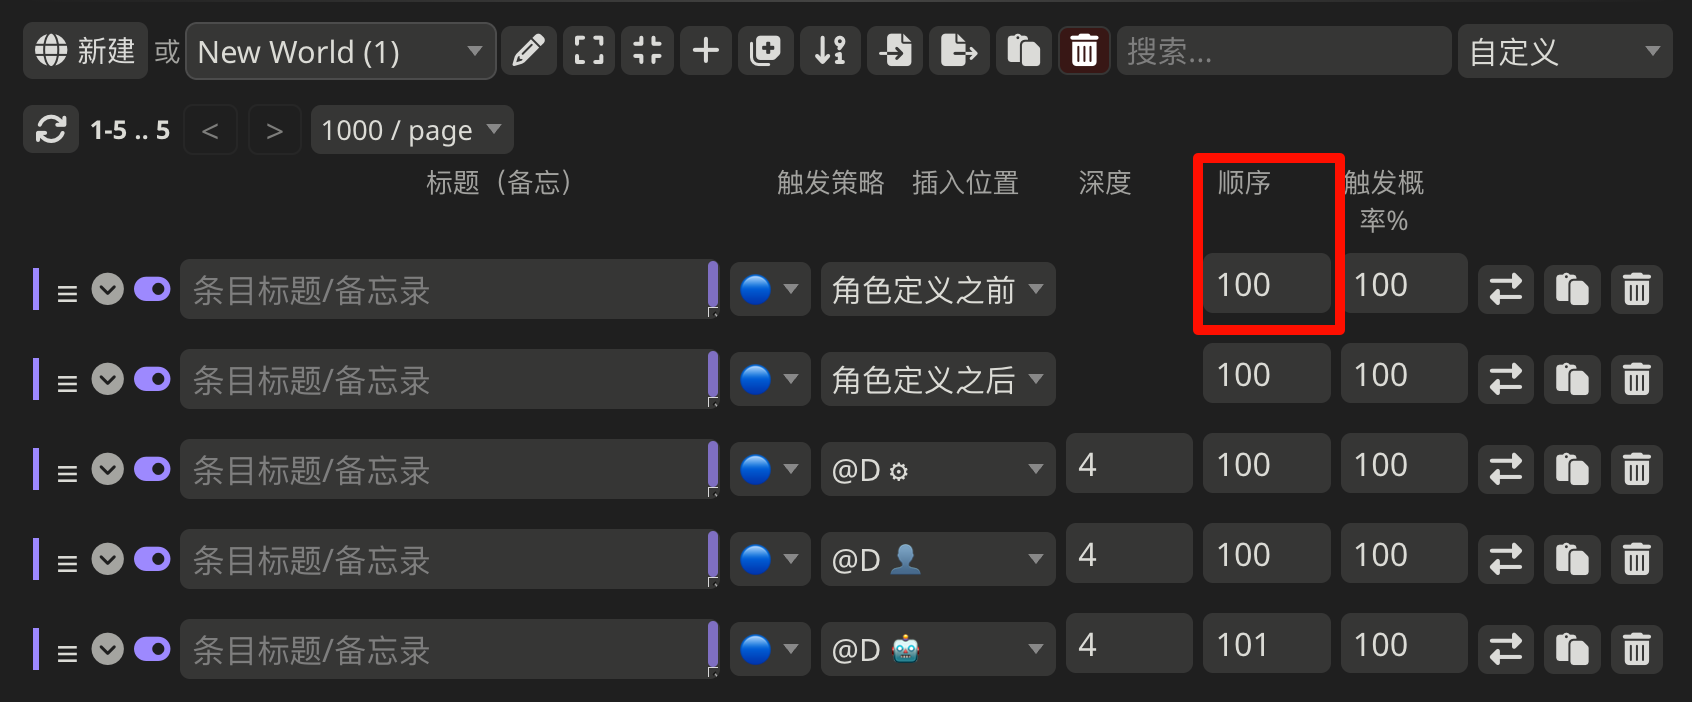 新建 或 New World (1) 搜索... 自定义
1-5 .. 5 < > 1000 / page
标题（备忘） 触发策略 插入位置 深度 顺序 触发概率%
条目标题/备忘录 角色定义之前 100 100
条目标题/备忘录 角色定义之后 100 100
条目标题/备忘录 @D 4 100 100
条目标题/备忘录 @D 4 100 100
条目标题/备忘录 @D 4 101 100